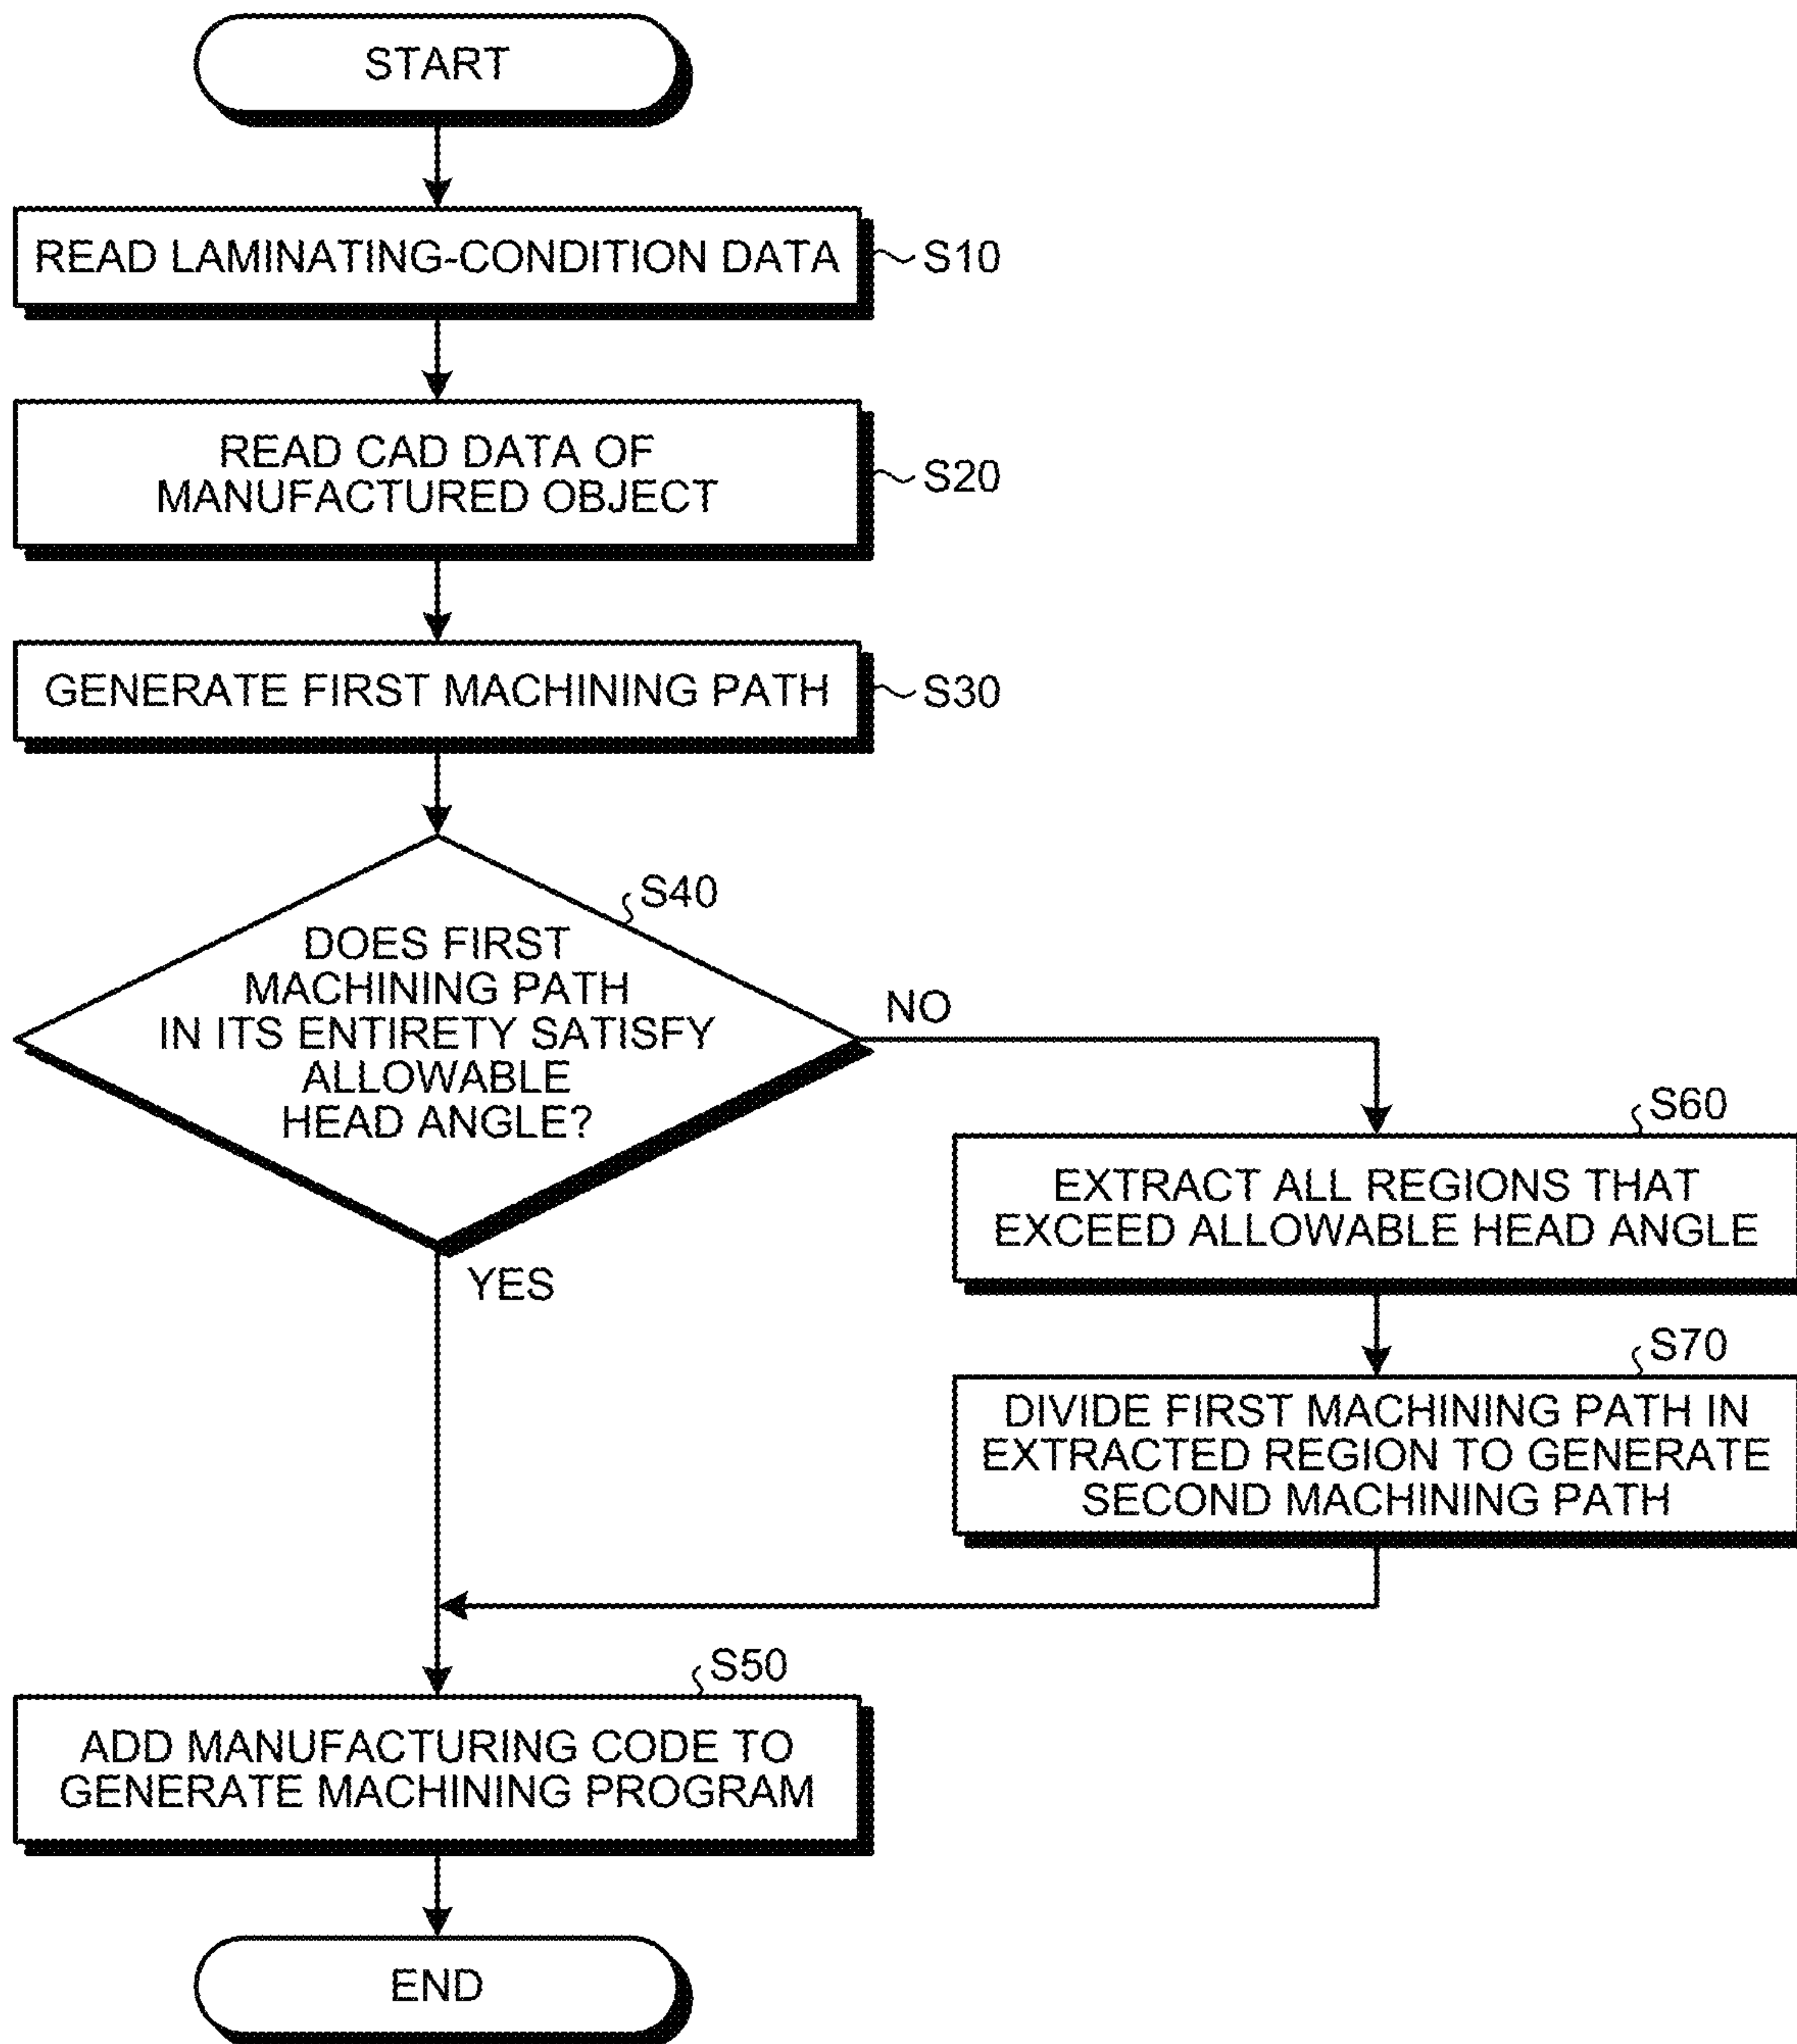 START
READ LAMINATING-CONDITION DATA
S10
READ CAD DATA OF
MANUFACTURED OBJECT
S20
GENERATE FIRST MACHINING PATH
S30
S40
DOES FIRST
MACHINING PATH
IN ITS ENTIRETY SATISFY
ALLOWABLE
HEAD ANGLE?
NO
YES
S60
EXTRACT ALL REGIONS THAT
EXCEED ALLOWABLE HEAD ANGLE
S70
DIVIDE FIRST MACHINING PATH IN
EXTRACTED REGION TO GENERATE
SECOND MACHINING PATH
S50
ADD MANUFACTURING CODE TO
GENERATE MACHINING PROGRAM
END